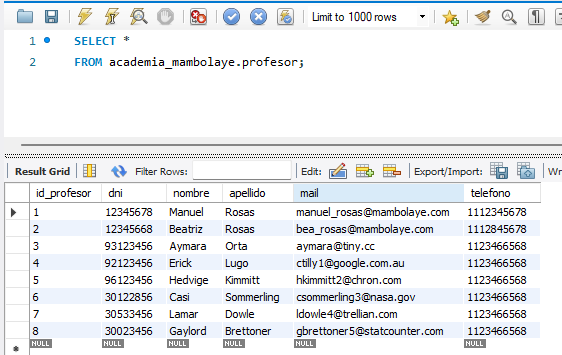 Limit to 1000 rows
1 SELECT *
2 FROM academia_mambolaye.profesor;
Result Grid Filter Rows: Edit: Export/Import: Wr
id_profesor dni nombre apellido mail telefono
1 12345678 Manuel Rosas manuel_rosas@mambolaye.com 1112345678
2 12345668 Beatriz Rosas bea_rosas@mambolaye.com 1112845678
3 93123456 Aymara Orta aymara@tiny.cc 1123466568
4 92123456 Erick Lugo ctilly1@google.com.au 1123466568
5 96123456 Hedvige Kimmitt hkimmitt2@chron.com 1123466568
6 30122856 Casi Sommerling csommerling3@nasa.gov 1123466568
7 30533456 Lamar Dowle ldowle4@trellian.com 1123466568
8 30023456 Gaylord Brettoner gbrettoner5@statcounter.com 1123466568
NULL NULL NULL NULL NULL NULL